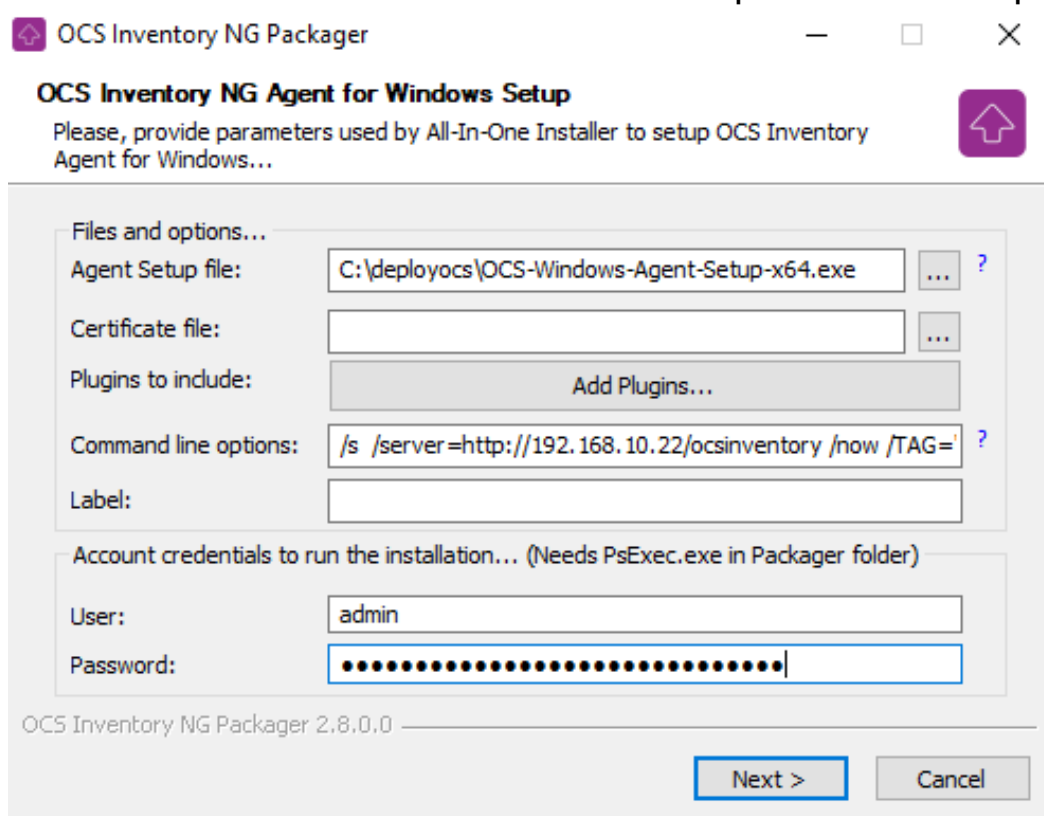 OCS Inventory NG Packager
OCS Inventory NG Agent for Windows Setup
Please, provide parameters used by All-In-One Installer to setup OCS Inventory
Agent for Windows...
Files and options...
Agent Setup file: C:\deployocs\OCS-Windows-Agent-Setup-x64.exe ... ?
Certificate file: ...
Plugins to include: Add Plugins...
Command line options: /s /server=http://192.168.10.22/ocsinventory /now /TAG= ?
Label:
Account credentials to run the installation... (Needs PsExec.exe in Packager folder)
User: admin
Password: ●●●●●●●●●●●●●●●●●●●●●●●●●●●●●●
OCS Inventory NG Packager 2.8.0.0
Next > Cancel